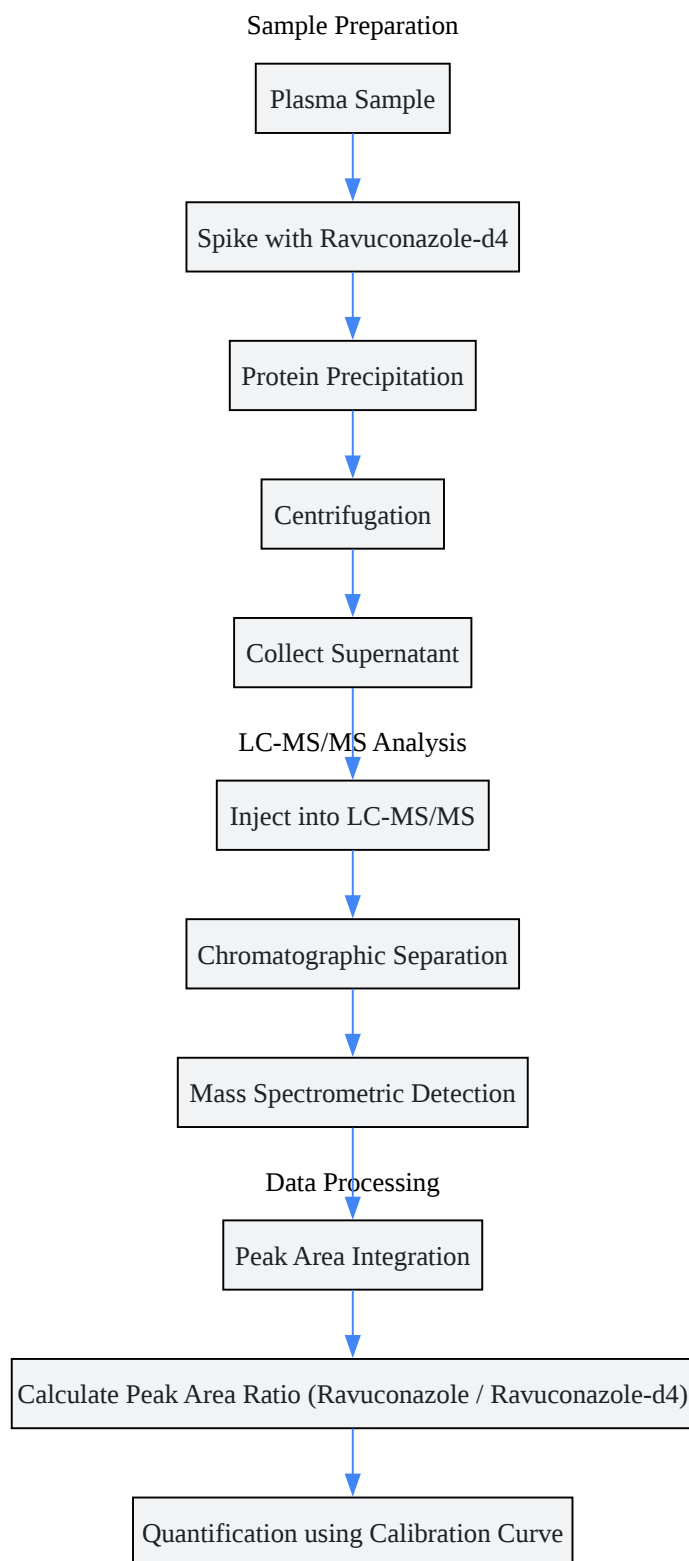 Sample Preparation
Plasma Sample
Spike with Ravuconazole-d4
Protein Precipitation
Centrifugation
Collect Supernatant
LC-MS/MS Analysis
Inject into LC-MS/MS
Chromatographic Separation
Mass Spectrometric Detection
Data Processing
Peak Area Integration
Calculate Peak Area Ratio (Ravuconazole / Ravuconazole-d4)
Quantification using Calibration Curve